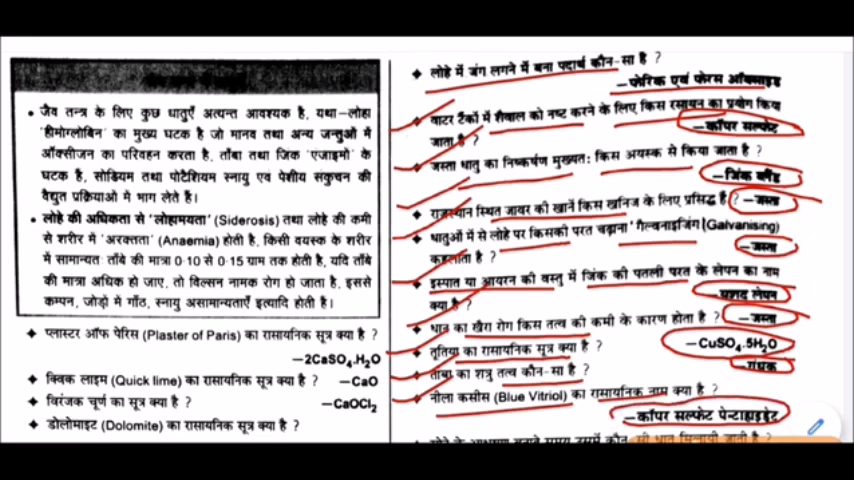 • जैव तन्त्र के लिए कुछ धातुएँ अत्यन्त आवश्यक है, यथा–लोहा
'हीमोग्लोबिन' का मुख्य घटक है जो मानव तथा अन्य जन्तुओं में
ऑक्सीजन का परिवहन करता है, ताँबा तथा जिंक 'एंजाइमों' के
घटक है, सोडियम तथा पोटैशियम स्नायु एवं पेशीय संकुचन की
वैद्युत प्रक्रियाओं में भाग लेते हैं।
• लोहे की अधिकता से 'लोहामयता' (Siderosis) तथा लोहे की कमी
से शरीर में 'अरक्तता' (Anaemia) होती है, किसी वयस्क के शरीर
में सामान्यतः ताँबे की मात्रा 0·10 से 0·15 ग्राम तक होती है, यदि ताँबे
की मात्रा अधिक हो जाए, तो विल्सन नामक रोग हो जाता है, इससे
कम्पन, जोड़ों में गाँठ, स्नायु असामान्यताएँ इत्यादि होती है।
✦ प्लास्टर ऑफ पेरिस (Plaster of Paris) का रासायनिक सूत्र क्या है ?
–2CaSO₄.H₂O
✦ क्विक लाइम (Quick lime) का रासायनिक सूत्र क्या है ? –CaO
✦ विरंजक चूर्ण का सूत्र क्या है ? –CaOCl₂
✦ डोलोमाइट (Dolomite) का रासायनिक सूत्र क्या है ?
✦ लोहे में जंग लगने में बना पदार्थ कौन-सा है ?
–फेरिक एवं फेरस ऑक्साइड
✦ वाटर टैंकों में शैवाल को नष्ट करने के लिए किस रसायन का प्रयोग किया
जाता है ? –कॉपर सल्फेट
✦ जस्ता धातु का निष्कर्षण मुख्यतः किस अयस्क से किया जाता है ?
–जिंक ब्लैंड
✦ राजस्थान स्थित जावर की खानें किस खनिज के लिए प्रसिद्ध हैं ? –जस्ता
✦ धातुओं में से लोहे पर किसकी परत चढ़ाना 'गैल्वनाइजिंग' (Galvanising)
कहलाता है ? –जस्ता
✦ इस्पात या आयरन की वस्तु में जिंक की पतली परत के लेपन का नाम
क्या है ? –यशद लेपन
✦ धान का खैरा रोग किस तत्व की कमी के कारण होता है ? –जस्ता
✦ तूतिया का रासायनिक सूत्र क्या है ? –CuSO₄.5H₂O
✦ ताँबा का शत्रु तत्व कौन-सा है ? –गंधक
✦ नीला कसीस (Blue Vitriol) का रासायनिक नाम क्या है ?
–कॉपर सल्फेट पेन्टाहाइड्रेट